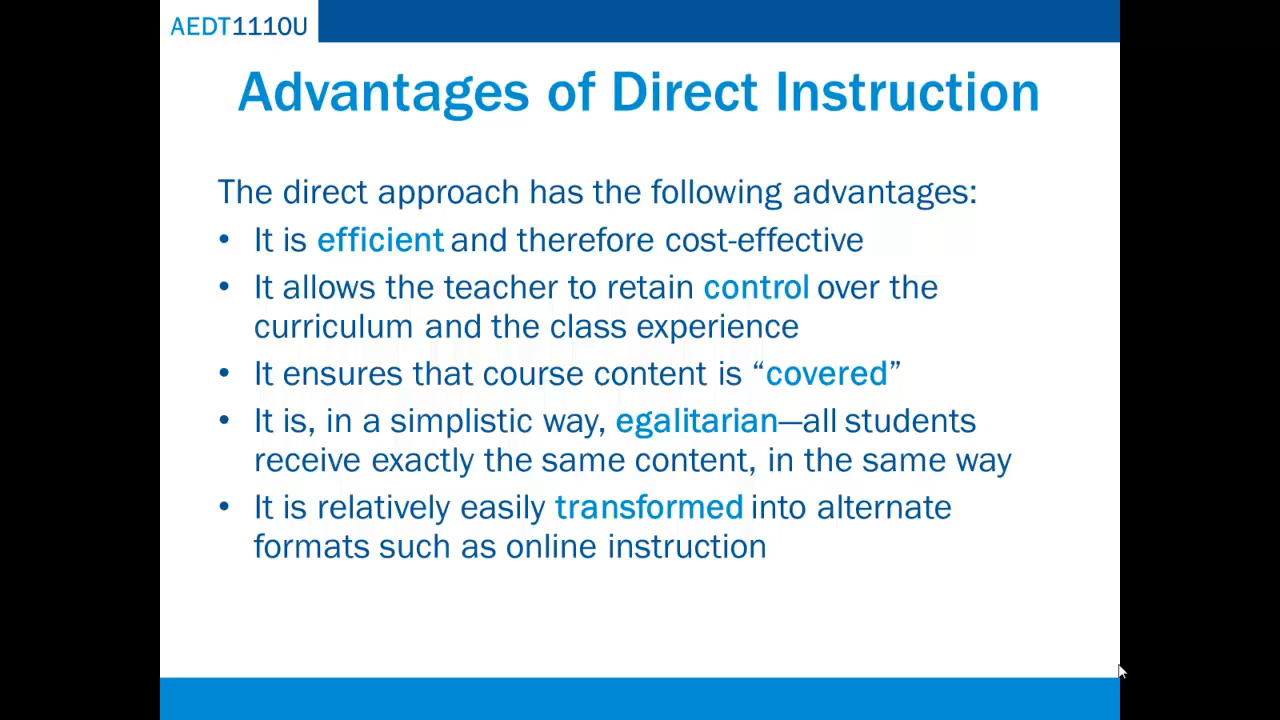 AEDT1110U
Advantages of Direct Instruction
The direct approach has the following advantages:
• It is efficient and therefore cost-effective
• It allows the teacher to retain control over the
curriculum and the class experience
• It ensures that course content is “covered”
• It is, in a simplistic way, egalitarian—all students
receive exactly the same content, in the same way
• It is relatively easily transformed into alternate
formats such as online instruction